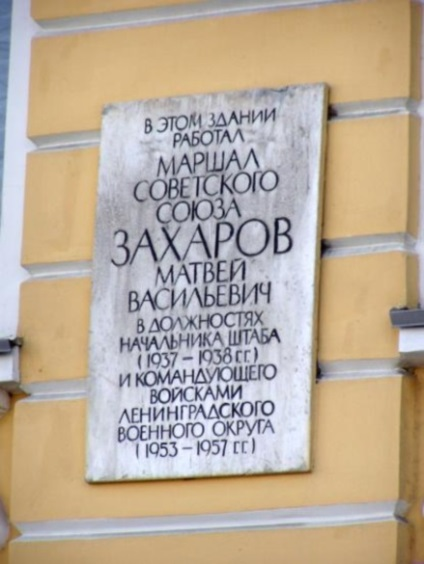 В ЭТОМ ЗДАНИИ
РАБОТАЛ
МАРШАЛ
СОВЕТСКОГО
СОЮЗА
ЗАХАРОВ
МАТВЕЙ
ВАСИЛЬЕВИЧ
В ДОЛЖНОСТЯХ
НАЧАЛЬНИКА ШТАБА
(1937–1938 ГГ.)
И КОМАНДУЮЩЕГО
ВОЙСКАМИ
ЛЕНИНГРАДСКОГО
ВОЕННОГО ОКРУГА
(1953–1957 ГГ.)